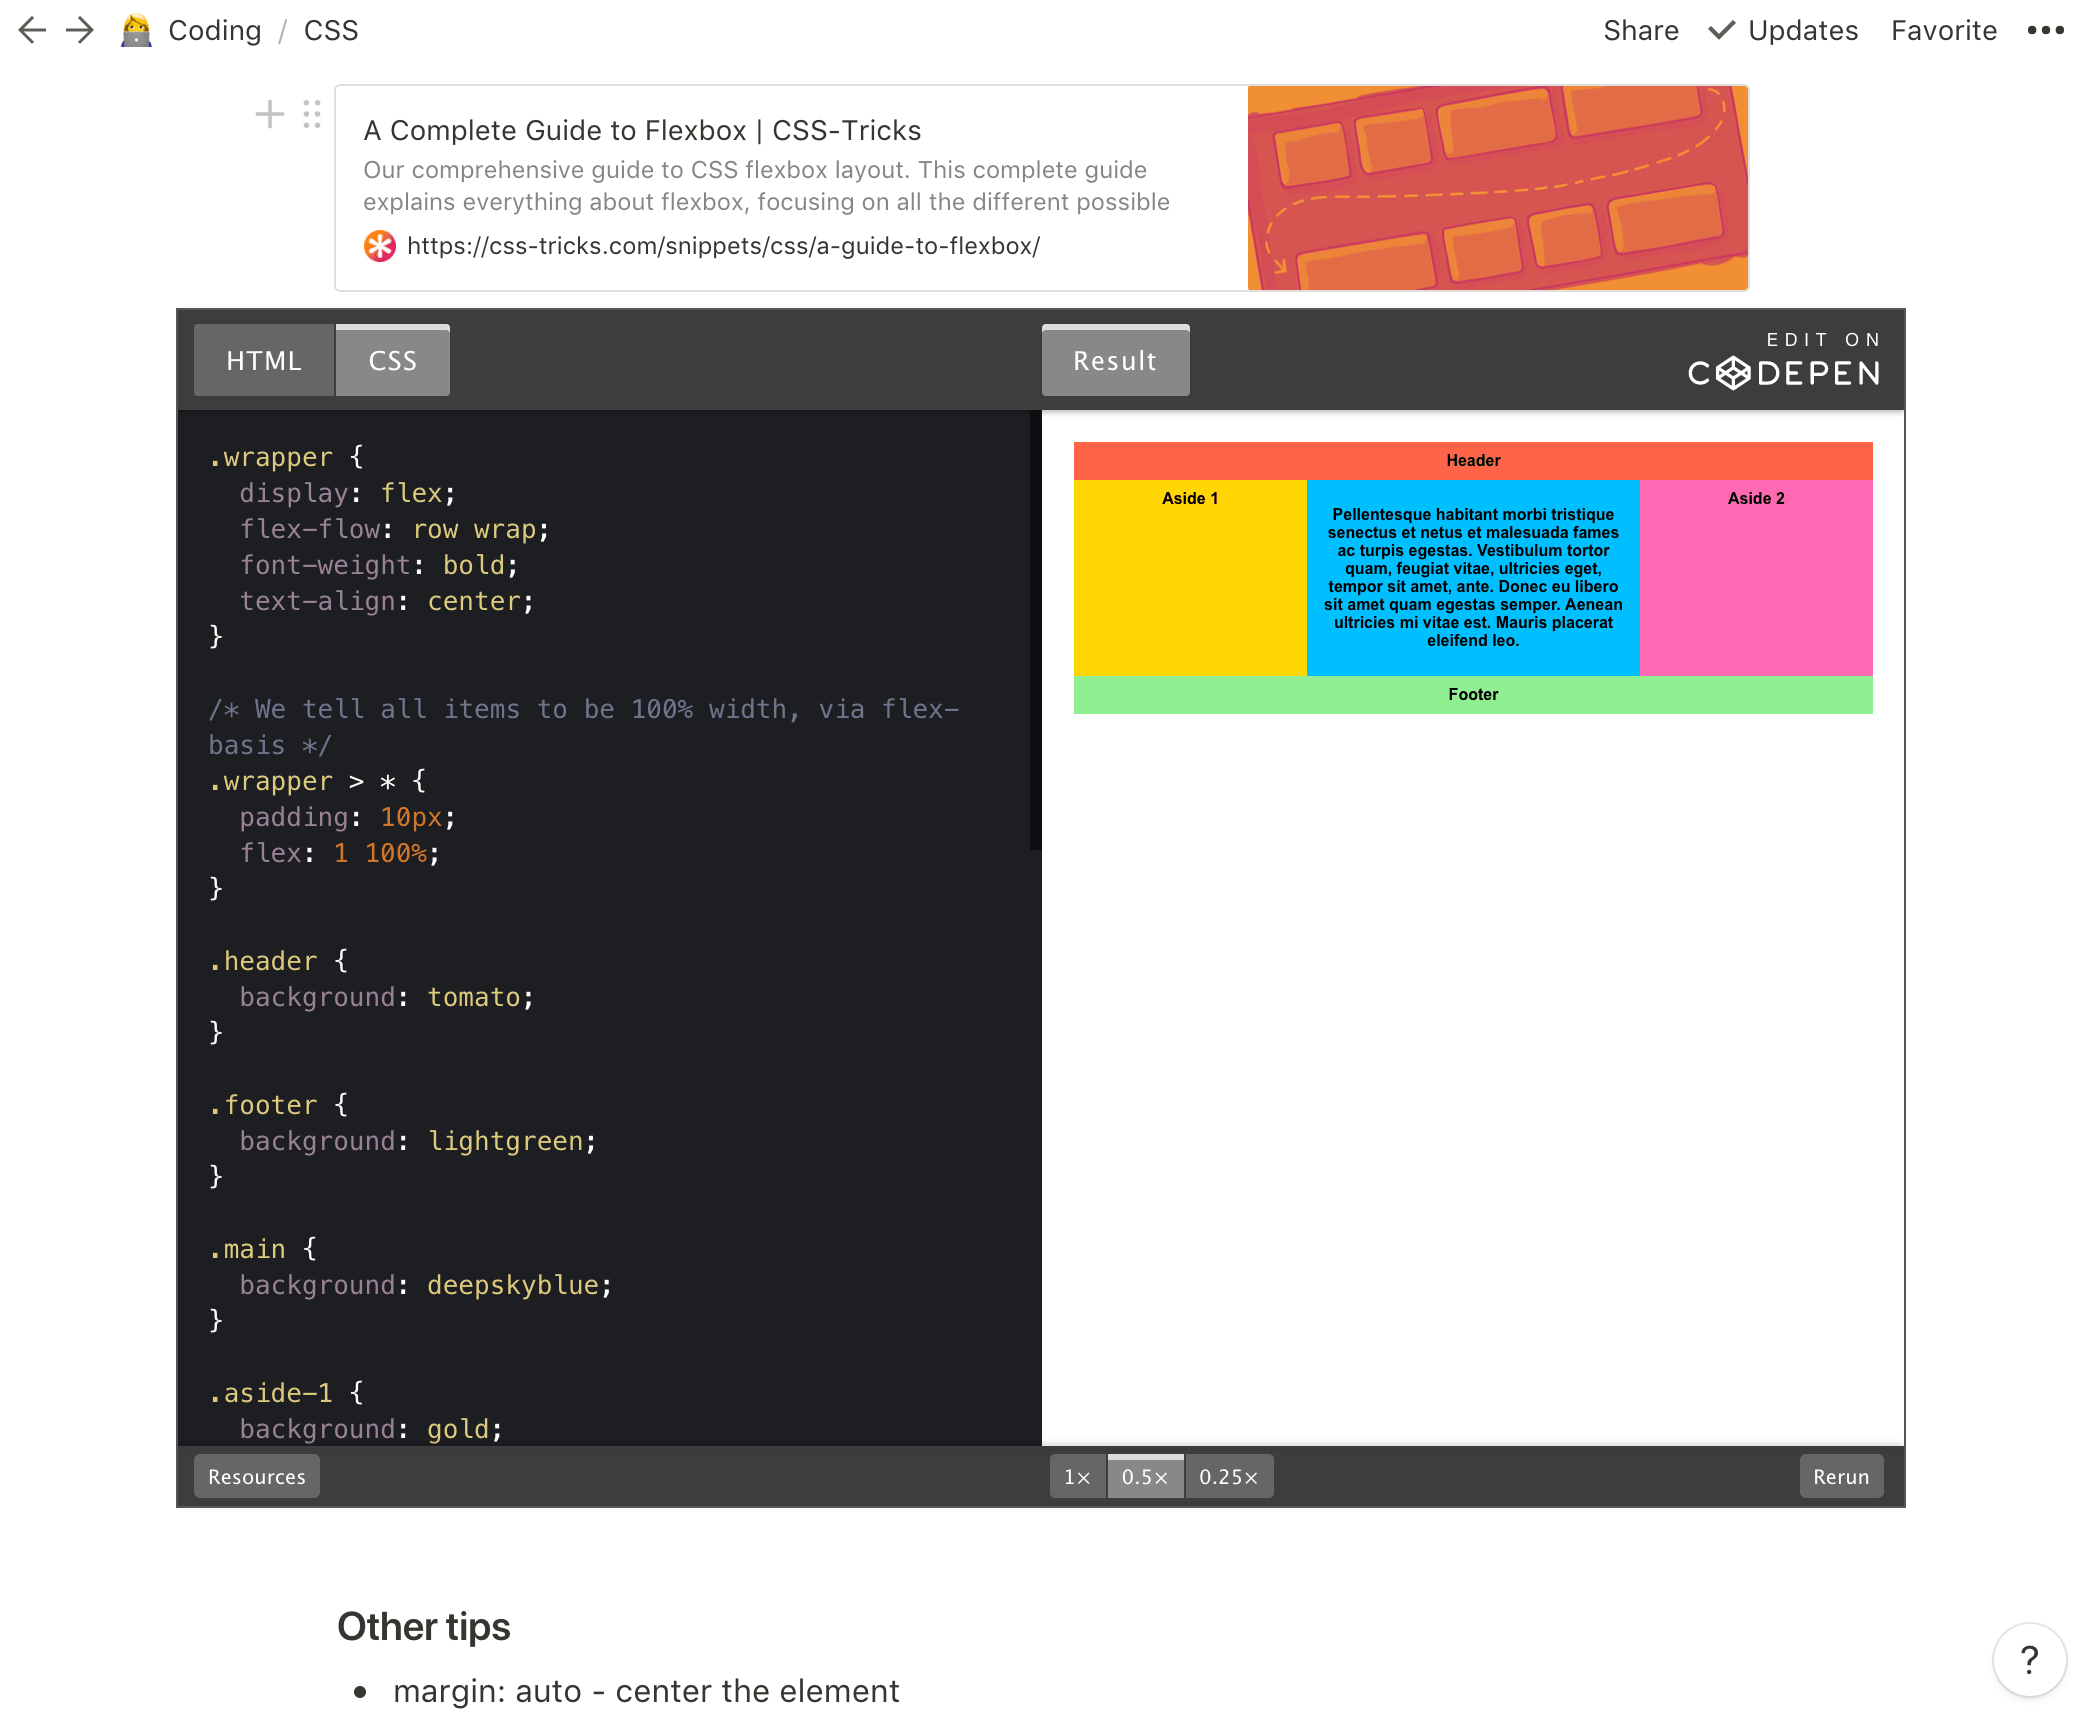 Coding / CSS
Share ✓ Updates Favorite •••
A Complete Guide to Flexbox | CSS-Tricks
Our comprehensive guide to CSS flexbox layout. This complete guide
explains everything about flexbox, focusing on all the different possible
https://css-tricks.com/snippets/css/a-guide-to-flexbox/
HTML CSS
Result
EDIT ON
CODEPEN
.wrapper {
  display: flex;
  flex-flow: row wrap;
  font-weight: bold;
  text-align: center;
}
/* We tell all items to be 100% width, via flex-
basis */
.wrapper > * {
  padding: 10px;
  flex: 1 100%;
}
.header {
  background: tomato;
}
.footer {
  background: lightgreen;
}
.main {
  background: deepskyblue;
}
.aside-1 {
  background: gold;
Header
Aside 1
Pellentesque habitant morbi tristique
senectus et netus et malesuada fames
ac turpis egestas. Vestibulum tortor
quam, feugiat vitae, ultricies eget,
tempor sit amet, ante. Donec eu libero
sit amet quam egestas semper. Aenean
ultricies mi vitae est. Mauris placerat
eleifend leo.
Aside 2
Footer
Resources
1× 0.5× 0.25×
Rerun
Other tips
• margin: auto - center the element
?